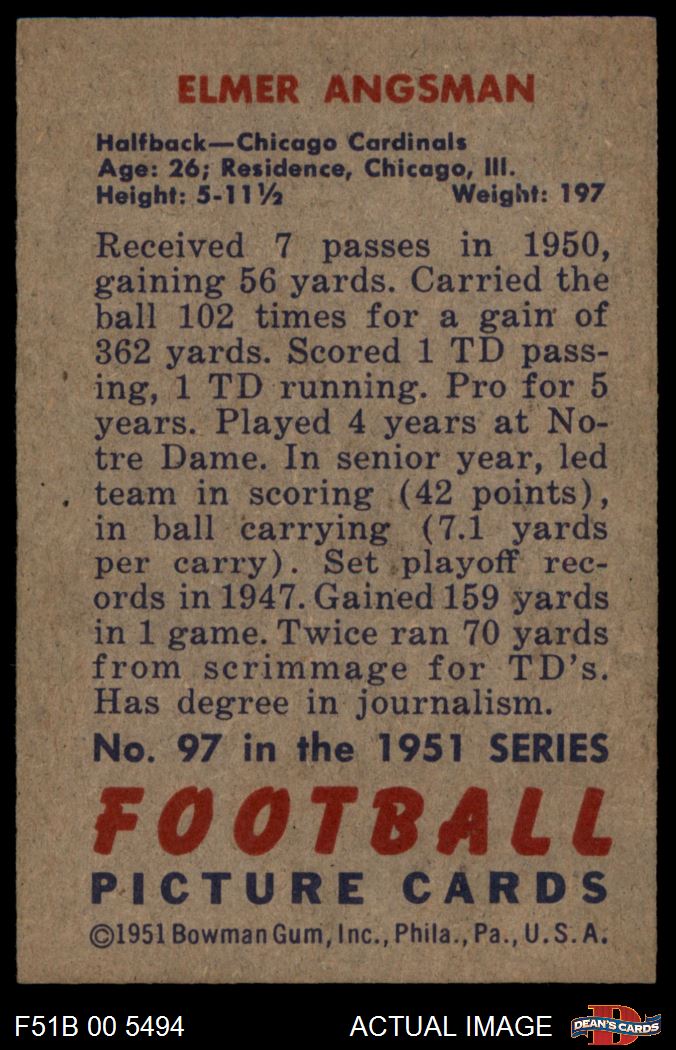 ELMER ANGSMAN
Halfback—Chicago Cardinals
Age: 26; Residence, Chicago, Ill.
Height: 5-11½ Weight: 197
Received 7 passes in 1950,
gaining 56 yards. Carried the
ball 102 times for a gain of
362 yards. Scored 1 TD pass-
ing, 1 TD running. Pro for 5
years. Played 4 years at No-
tre Dame. In senior year, led
team in scoring (42 points),
in ball carrying (7.1 yards
per carry). Set playoff rec-
ords in 1947. Gained 159 yards
in 1 game. Twice ran 70 yards
from scrimmage for TD's.
Has degree in journalism.
No. 97 in the 1951 SERIES
FOOTBALL
PICTURE CARDS
©1951 Bowman Gum, Inc., Phila., Pa., U.S.A.
F51B 00 5494 ACTUAL IMAGE D DEAN'S CARDS